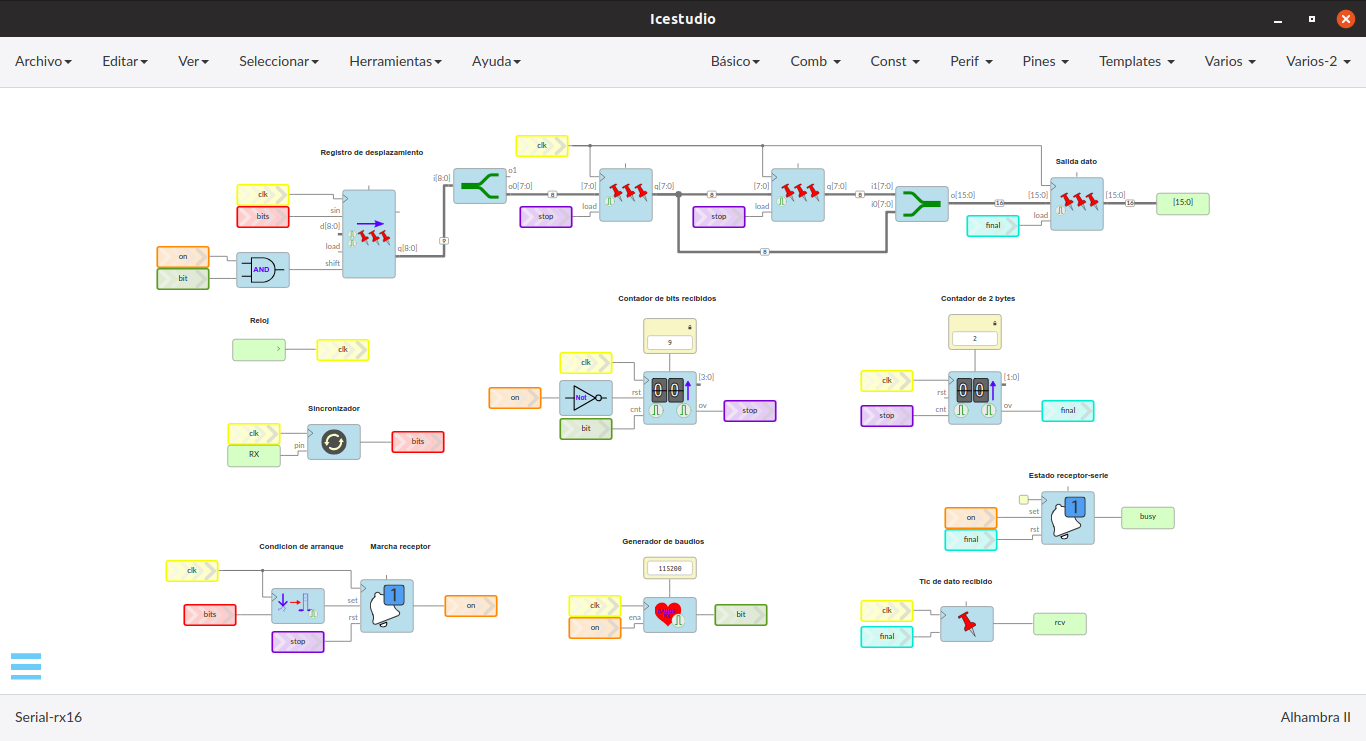 Icestudio
Archivo Editar Ver Seleccionar Herramientas Ayuda Básico Comb Const Perif Pines Templates Varios Varios-2
Registro de desplazamiento
clk
bits
sin
d[8:0]
load
shift
q[8:0]
on
bit
AND
9
i[8:0]
o1
o0[7:0]
clk
8
[7:0]
load
q[7:0]
stop
8
8
[7:0]
load
q[7:0]
stop
8
i1[7:0]
i0[7:0]
o[15:0]
16
Salida dato
[15:0]
load
[15:0]
final
16
[15:0]
Reloj
clk
Contador de bits recibidos
9
clk
on
Not
bit
rst
cnt
00
[3:0]
ov
stop
Contador de 2 bytes
2
clk
stop
rst
cnt
00
[1:0]
ov
final
Sincronizador
clk
RX
pin
bits
Estado receptor-serie
on
final
set
rst
1
busy
Condicion de arranque
Marcha receptor
clk
bits
stop
set
rst
1
on
Generador de baudios
115200
clk
on
ena
bit
Tic de dato recibido
clk
final
rcv
Serial-rx16
Alhambra II